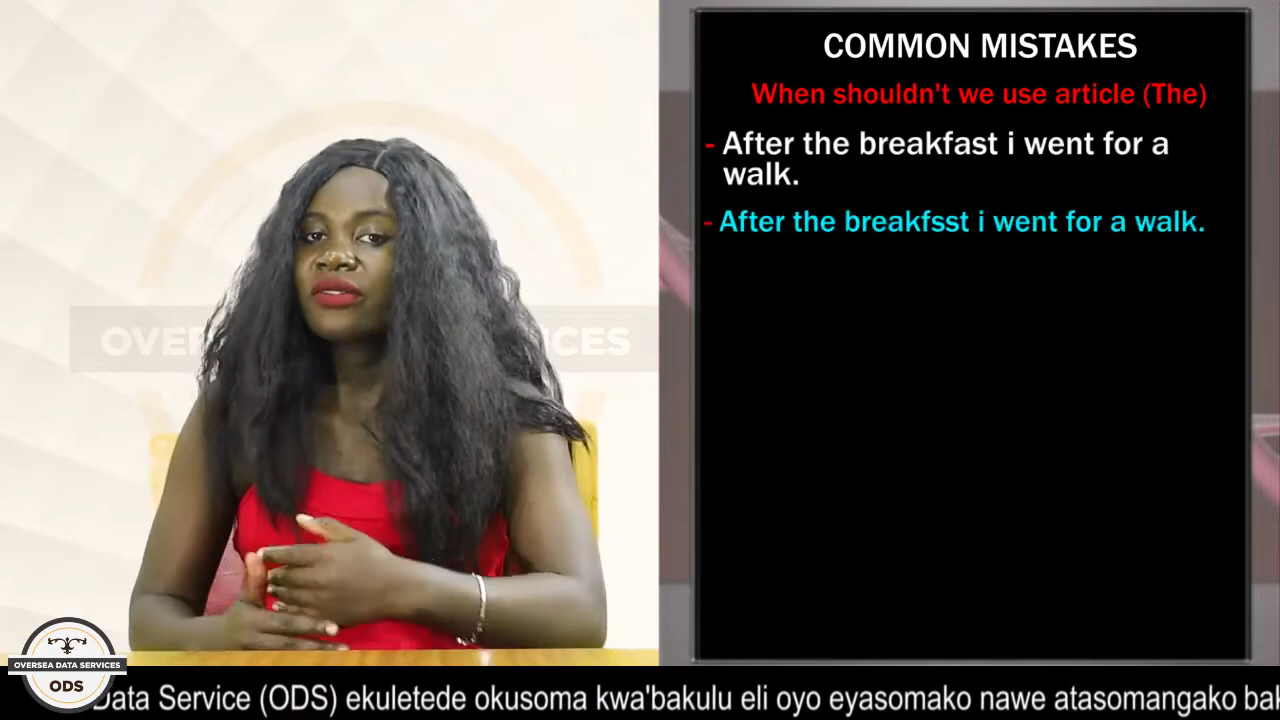 COMMON MISTAKES
When shouldn't we use article (The)
- After the breakfast i went for a
walk.
- After the breakfsst i went for a walk.
OVERSEA DATA SERVICES
ODS
Data Service (ODS) ekuletede okusoma kwa'bakulu eli oyo eyasomako nawe atasomangako bal